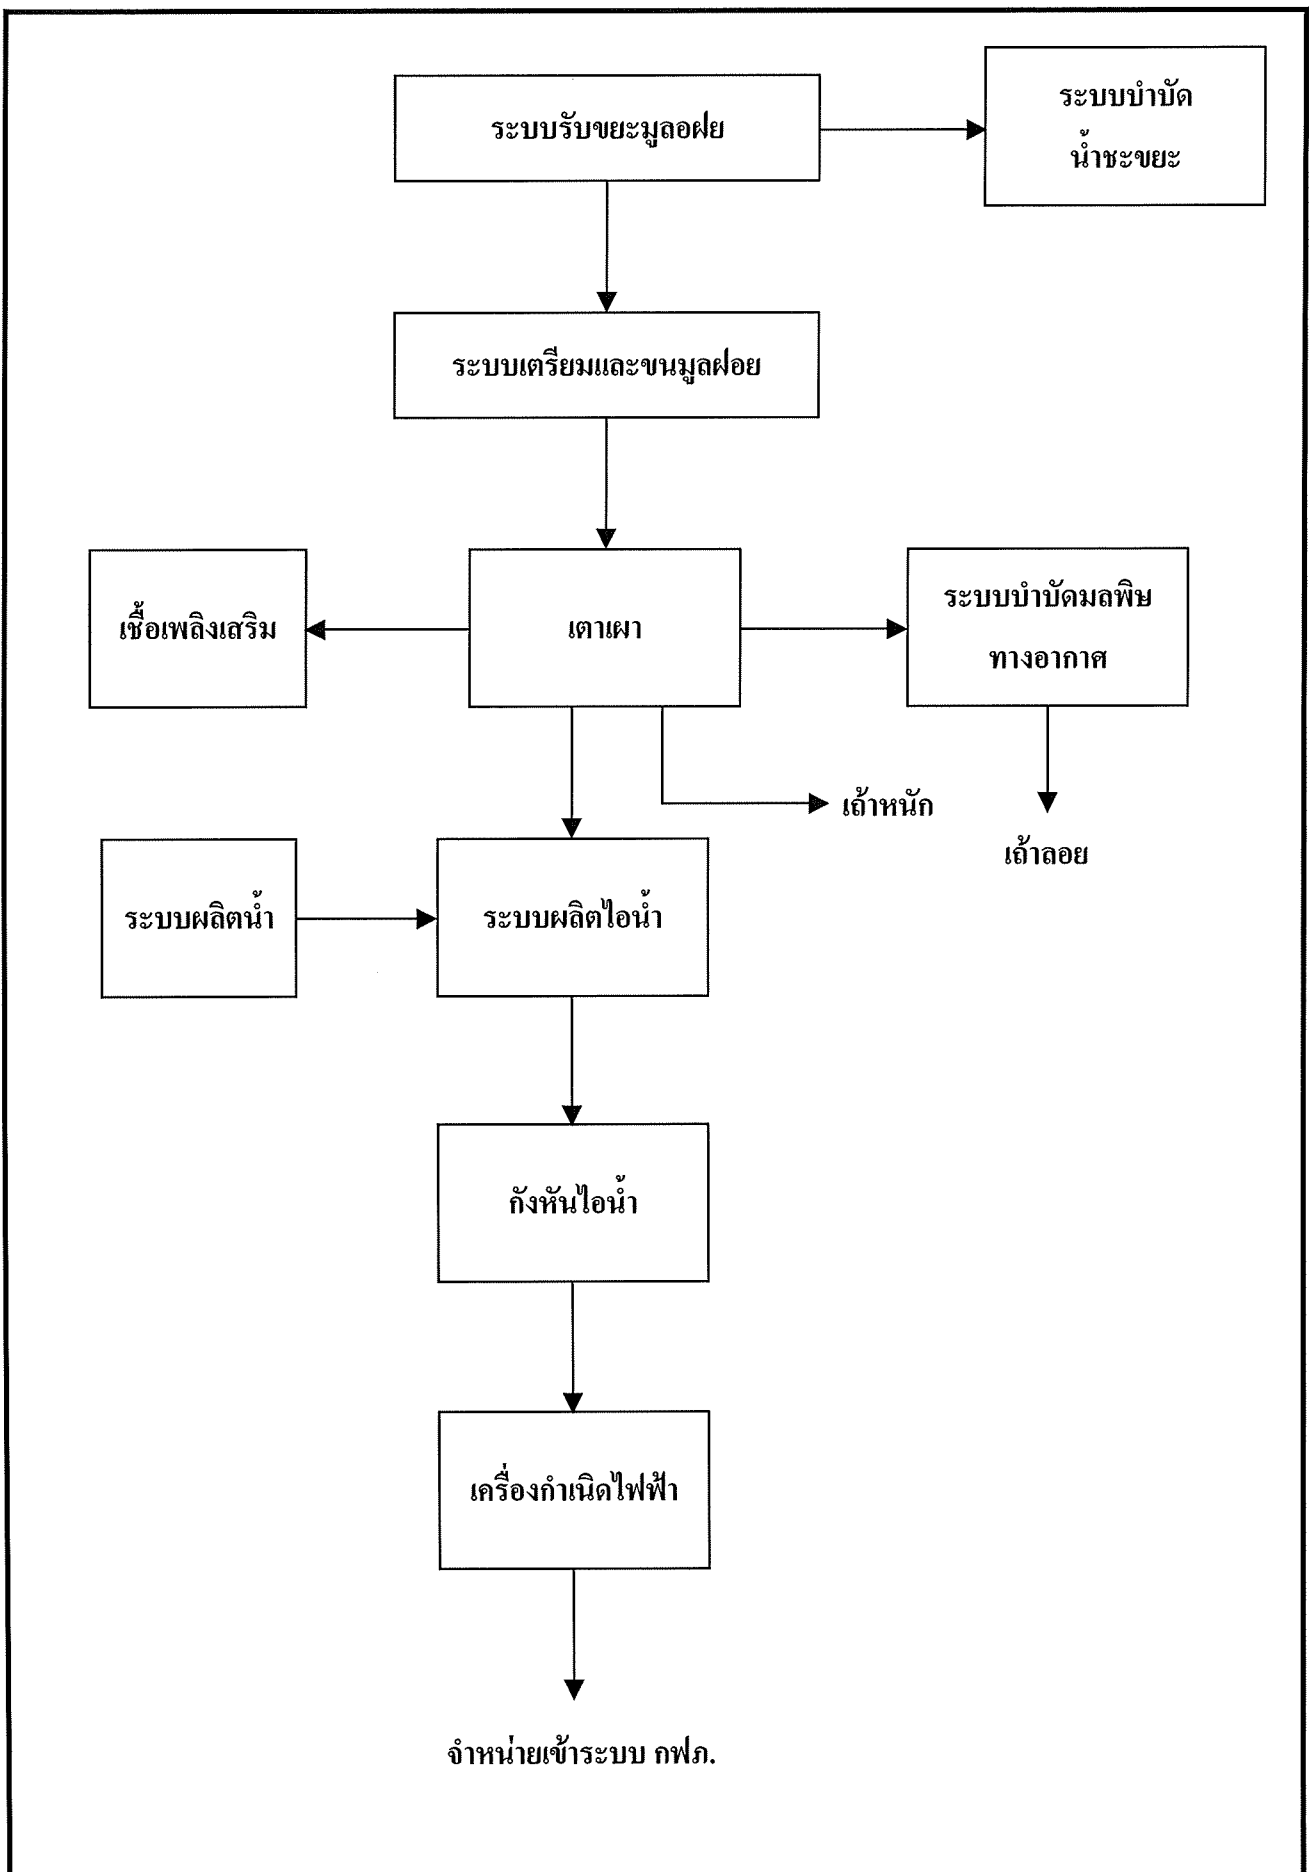 ระบบรับขยะมูลอฝย
ระบบบำบัด
น้ำชะขยะ
ระบบเตรียมและขนมูลฝอย
เชื้อเพลิงเสริม
เตาเผา
ระบบบำบัดมลพิษ
ทางอากาศ
เถ้าหนัก
เถ้าลอย
ระบบผลิตน้ำ
ระบบผลิตไอน้ำ
กังหันไอน้ำ
เครื่องกำเนิดไฟฟ้า
จำหน่ายเข้าระบบ กฟภ.